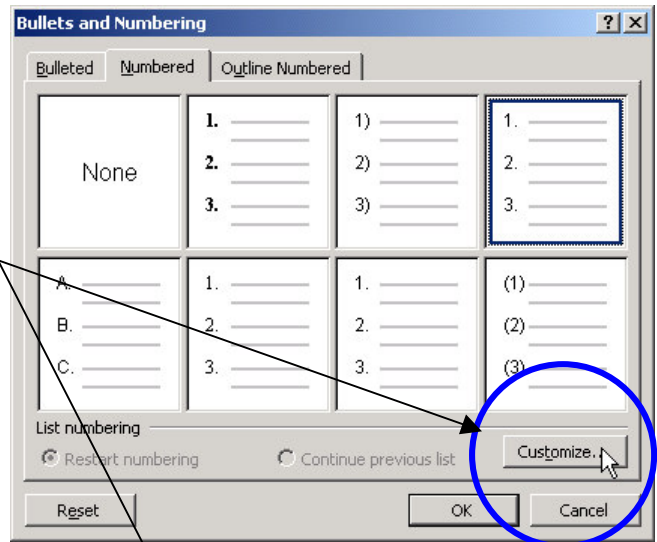 Bullets and Numbering
Bulleted Numbered Outline Numbered
None
1.
2.
3.
1)
2)
3)
1.
2.
3.
A.
B.
C.
1.
2.
3.
1.
2.
3.
(1)
(2)
(3)
List numbering
Restart numbering Continue previous list Customize...
Reset OK Cancel